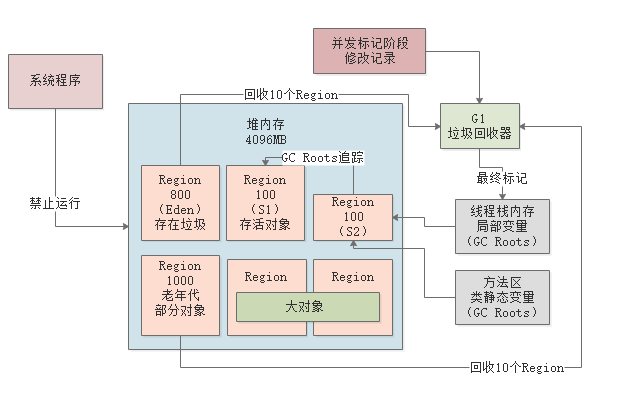 并发标记阶段
修改记录
系统程序
回收10个Region
堆内存
4096MB
G1
垃圾回收器
GC Roots追踪
Region
800
（Eden）
存在垃圾
Region
100
（S1）
存活对象
Region
100
（S2）
最终标记
禁止运行
线程栈内存
局部变量
（GC Roots）
Region
1000
老年代
部分对象
Region
Region
大对象
方法区
类静态变量
（GC Roots）
回收10个Region